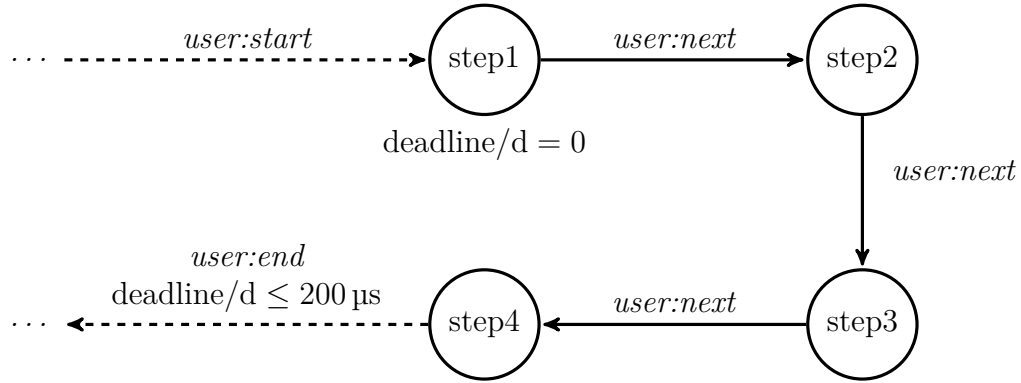 user:start
... step1
user:next
step2
deadline/d = 0
user:next
user:end
deadline/d ≤ 200 µs
... step4
user:next
step3